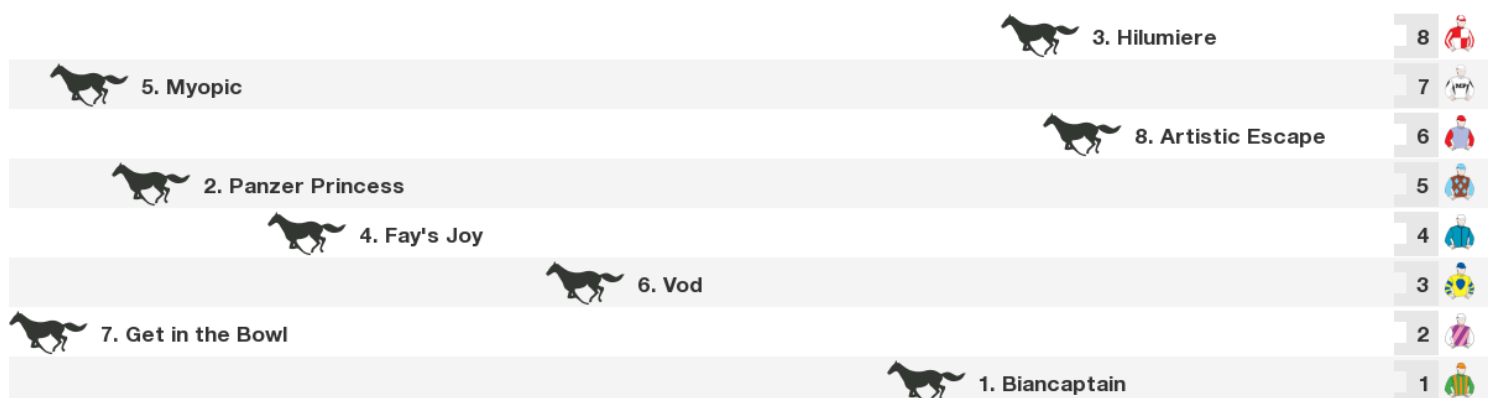 3. Hilumiere 8
5. Myopic 7
8. Artistic Escape 6
2. Panzer Princess 5
4. Fay's Joy 4
6. Vod 3
7. Get in the Bowl 2
1. Biancaptain 1